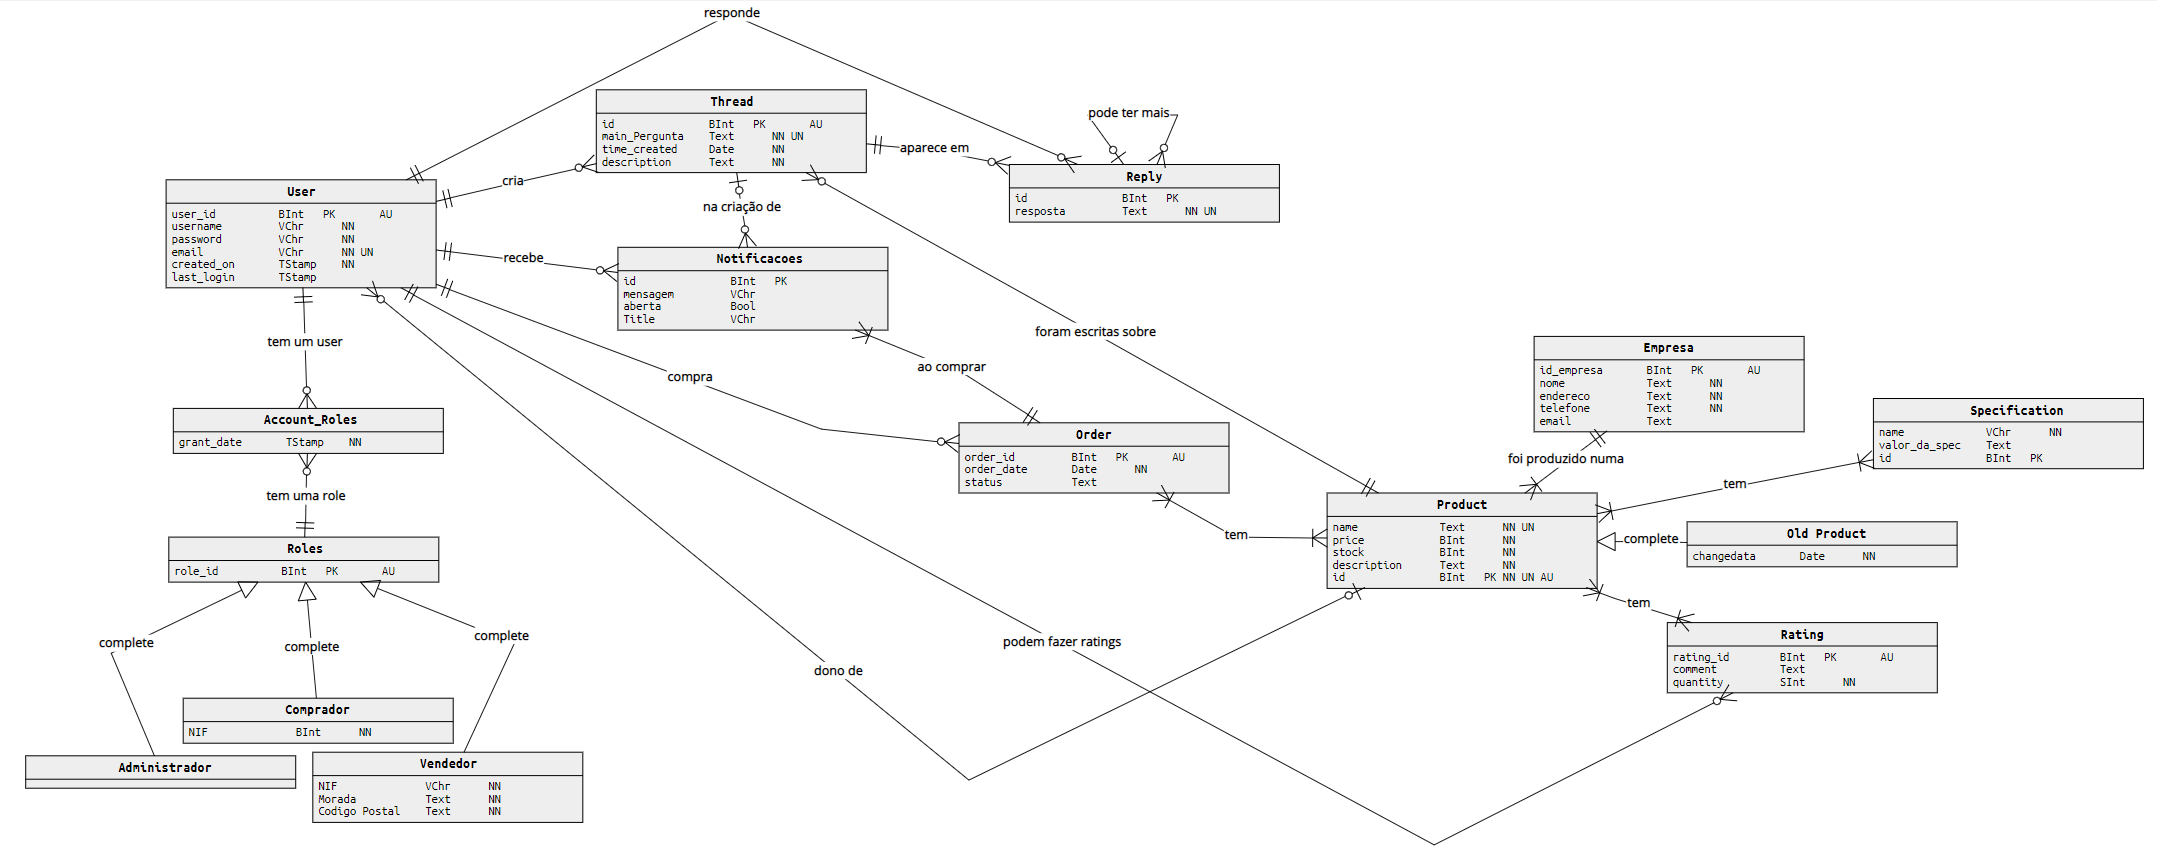 responde
Thread
id BInt PK AU
main_Pergunta Text NN UN
time_created Date NN
description Text NN
pode ter mais
aparece em
Reply
id BInt PK
resposta Text NN UN
cria
User
user_id BInt PK AU
username VChr NN
password VChr NN
email VChr NN UN
created_on TStamp NN
last_login TStamp
na criação de
recebe
Notificacoes
id BInt PK
mensagem VChr
aberta Bool
Title VChr
foram escritas sobre
tem um user
ao comprar
compra
Empresa
id_empresa BInt PK AU
nome Text NN
endereco Text NN
telefone Text NN
email Text
Specification
name VChr NN
valor_da_spec Text
id BInt PK
Account_Roles
grant_date TStamp NN
Order
order_id BInt PK AU
order_date Date NN
status Text
foi produzido numa
tem
tem uma role
tem
Product
name Text NN UN
price BInt NN
stock BInt NN
description Text NN
id BInt PK NN UN AU
complete
Old Product
changedata Date NN
Roles
role_id BInt PK AU
tem
Rating
rating_id BInt PK AU
comment Text
quantity SInt NN
complete
complete
complete
podem fazer ratings
dono de
Comprador
NIF BInt NN
Administrador
Vendedor
NIF VChr NN
Morada Text NN
Codigo Postal Text NN